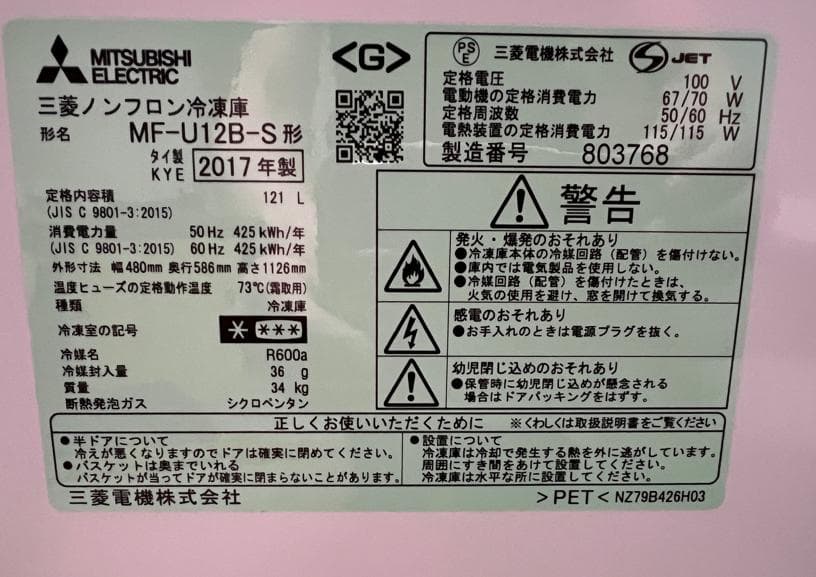 MITSUBISHI
ELECTRIC
三菱ノンフロン冷凍庫
形名 MF-U12B-S形
タイ製
KYE 2017年製
定格内容積 121 L
(JIS C 9801-3:2015)
消費電力量 50 Hz 425 kWh/年
(JIS C 9801-3:2015) 60 Hz 425 kWh/年
外形寸法 幅480mm 奥行586mm 高さ1126mm
温度ヒューズの定格動作温度 73℃(霜取用)
種類 冷凍庫
冷凍室の記号 * ***
冷媒名 R600a
冷媒封入量 36 g
質量 34 kg
断熱発泡ガス シクロペンタン
<G>
PSE 三菱電機株式会社 JET
定格電圧 100 V
電動機の定格消費電力 67/70 W
定格周波数 50/60 Hz
電熱装置の定格消費電力 115/115 W
製造番号 803768
警告
発火・爆発のおそれあり
●冷凍庫本体の冷媒回路(配管)を傷付けない。
●庫内では電気製品を使用しない。
●冷媒回路(配管)を傷付けたときは、
火気の使用を避け、窓を開けて換気する。
感電のおそれあり
●お手入れのときは電源プラグを抜く。
幼児閉じ込めのおそれあり
●保管時に幼児閉じ込めが懸念される
場合はドアパッキングをはずす。
正しくお使いいただくために ※くわしくは取扱説明書をご覧ください
●半ドアについて
冷えが悪くなりますのでドアは確実に閉めてください。
●バスケットは奥までいれる
バスケットが当ってドアが確実に閉まらないことがあります。
●設置について
冷凍庫は冷却で発生する熱を外に逃がしています。
周囲にすき間をあけて設置してください。
冷凍庫は水平な所に設置してください。
三菱電機株式会社
>PET< NZ79B426H03